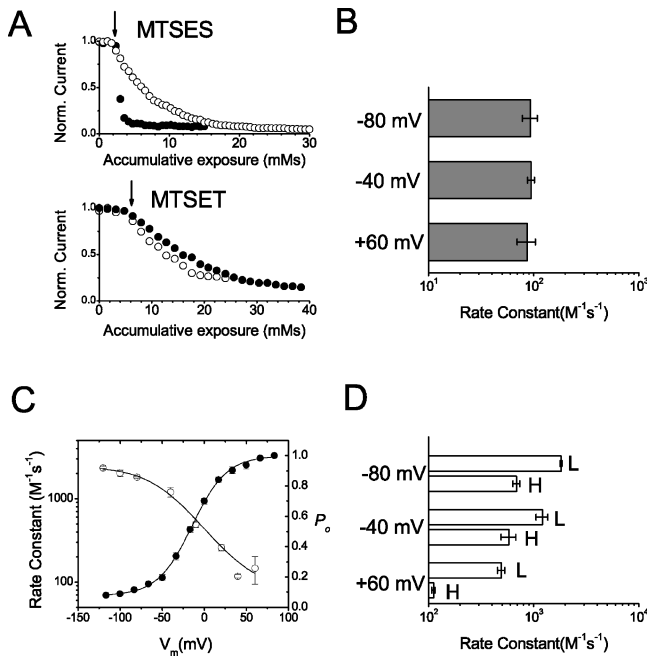 A
MTSES
Norm. Current
1.0
0.5
0.0
0 10 20 30
Accumulative exposure (mMs)
MTSET
Norm. Current
1.0
0.5
0.0
0 10 20 30 40
Accumulative exposure (mMs)
B
-80 mV
-40 mV
+60 mV
10¹ 10² 10³
Rate Constant(M⁻¹s⁻¹)
C
Rate Constant (M⁻¹s⁻¹)
1000
100
1.0
0.8
0.6
0.4
0.2
0.0
Pₒ
-150 -100 -50 0 50 100
Vₘ(mV)
D
-80 mV
L
H
-40 mV
L
H
+60 mV
L
H
10² 10³ 10⁴
Rate Constant(M⁻¹s⁻¹)